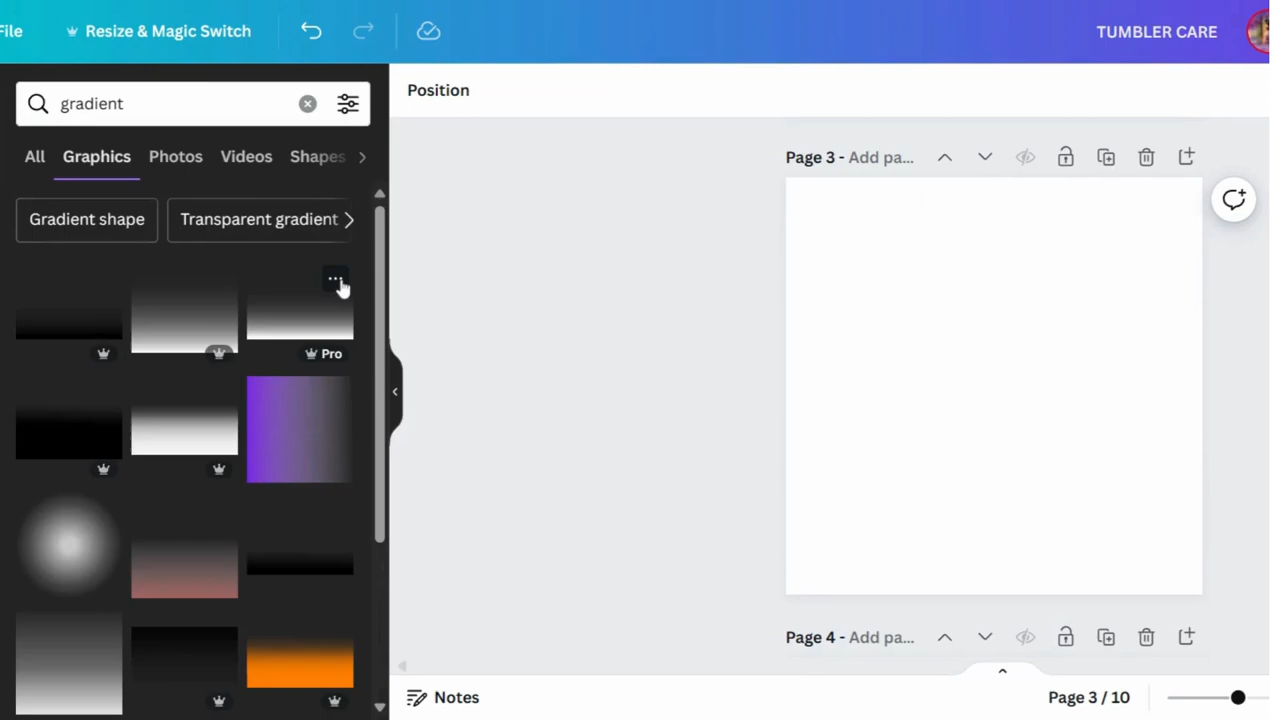 File
Resize & Magic Switch
TUMBLER CARE
gradient
Position
All Graphics Photos Videos Shapes
Page 3 - Add pa...
Gradient shape Transparent gradient
Pro
Page 4 - Add pa...
Notes
Page 3 / 10